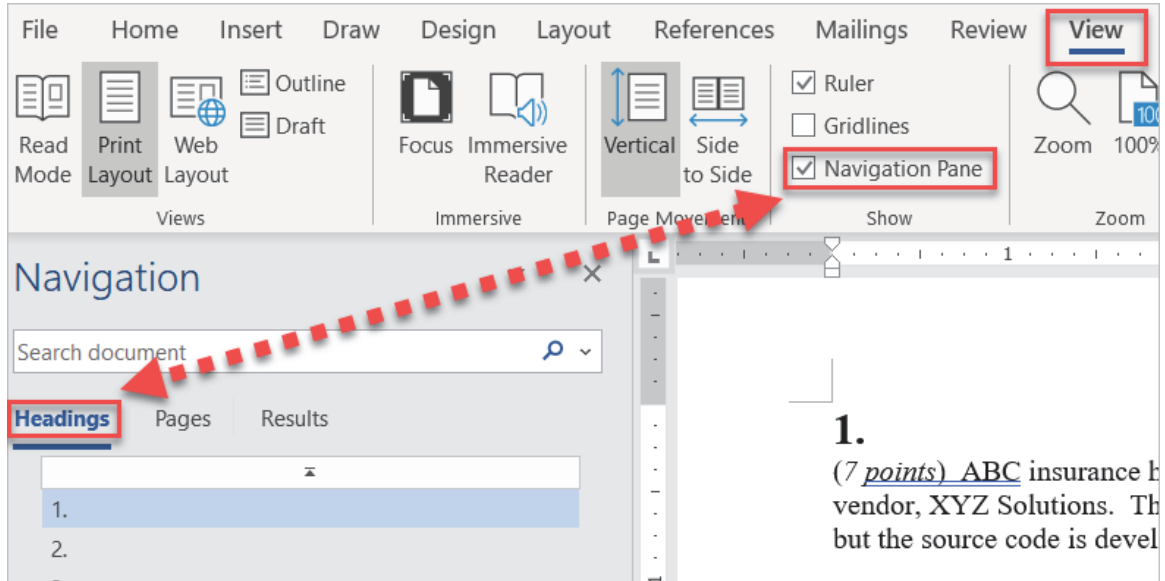 File Home Insert Draw Design Layout References Mailings Review View
Read Mode
Print Layout
Web Layout
Outline
Draft
Views
Focus
Immersive Reader
Immersive
Vertical
Side to Side
Page Movement
Ruler
Gridlines
Navigation Pane
Show
Zoom
100%
Zoom
Navigation
Search document
Headings Pages Results
1.
2.
L
1
1.
(7 points) ABC insurance h
vendor, XYZ Solutions. Th
but the source code is devel
1